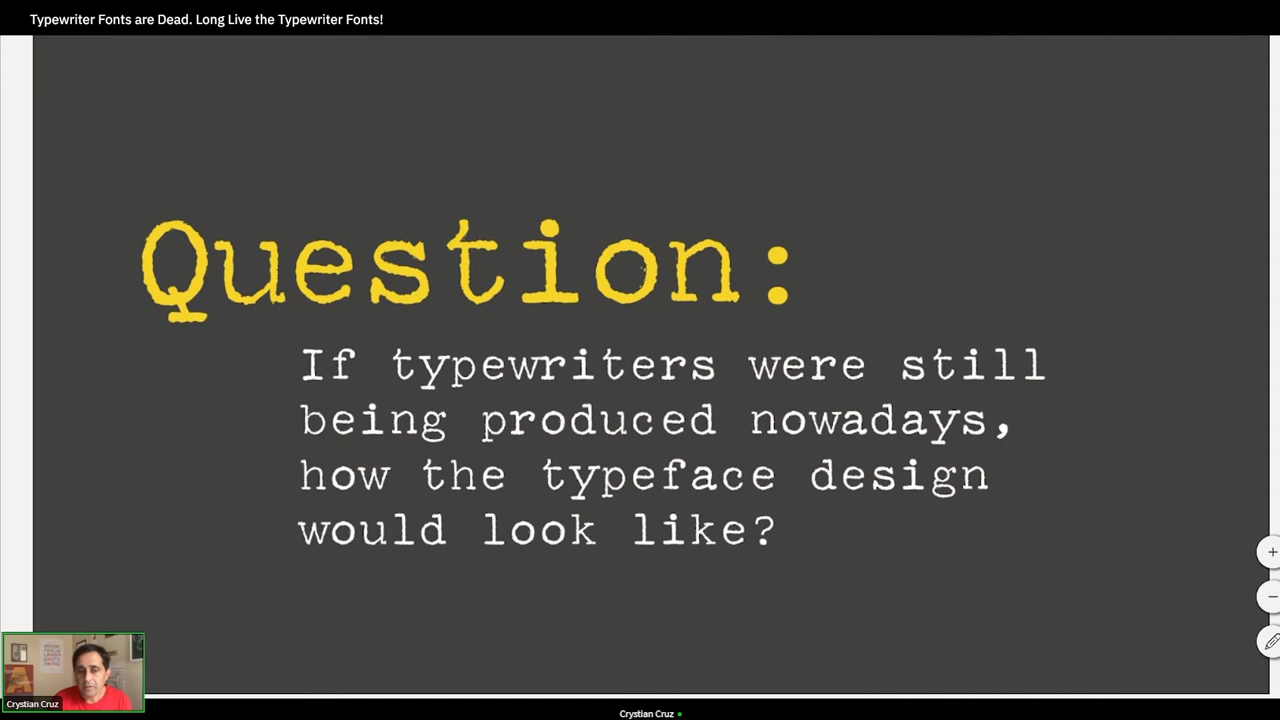 Typewriter Fonts are Dead. Long Live the Typewriter Fonts!
Question:
If typewriters were still
being produced nowadays,
how the typeface design
would look like?
Crystian Cruz
Crystian Cruz